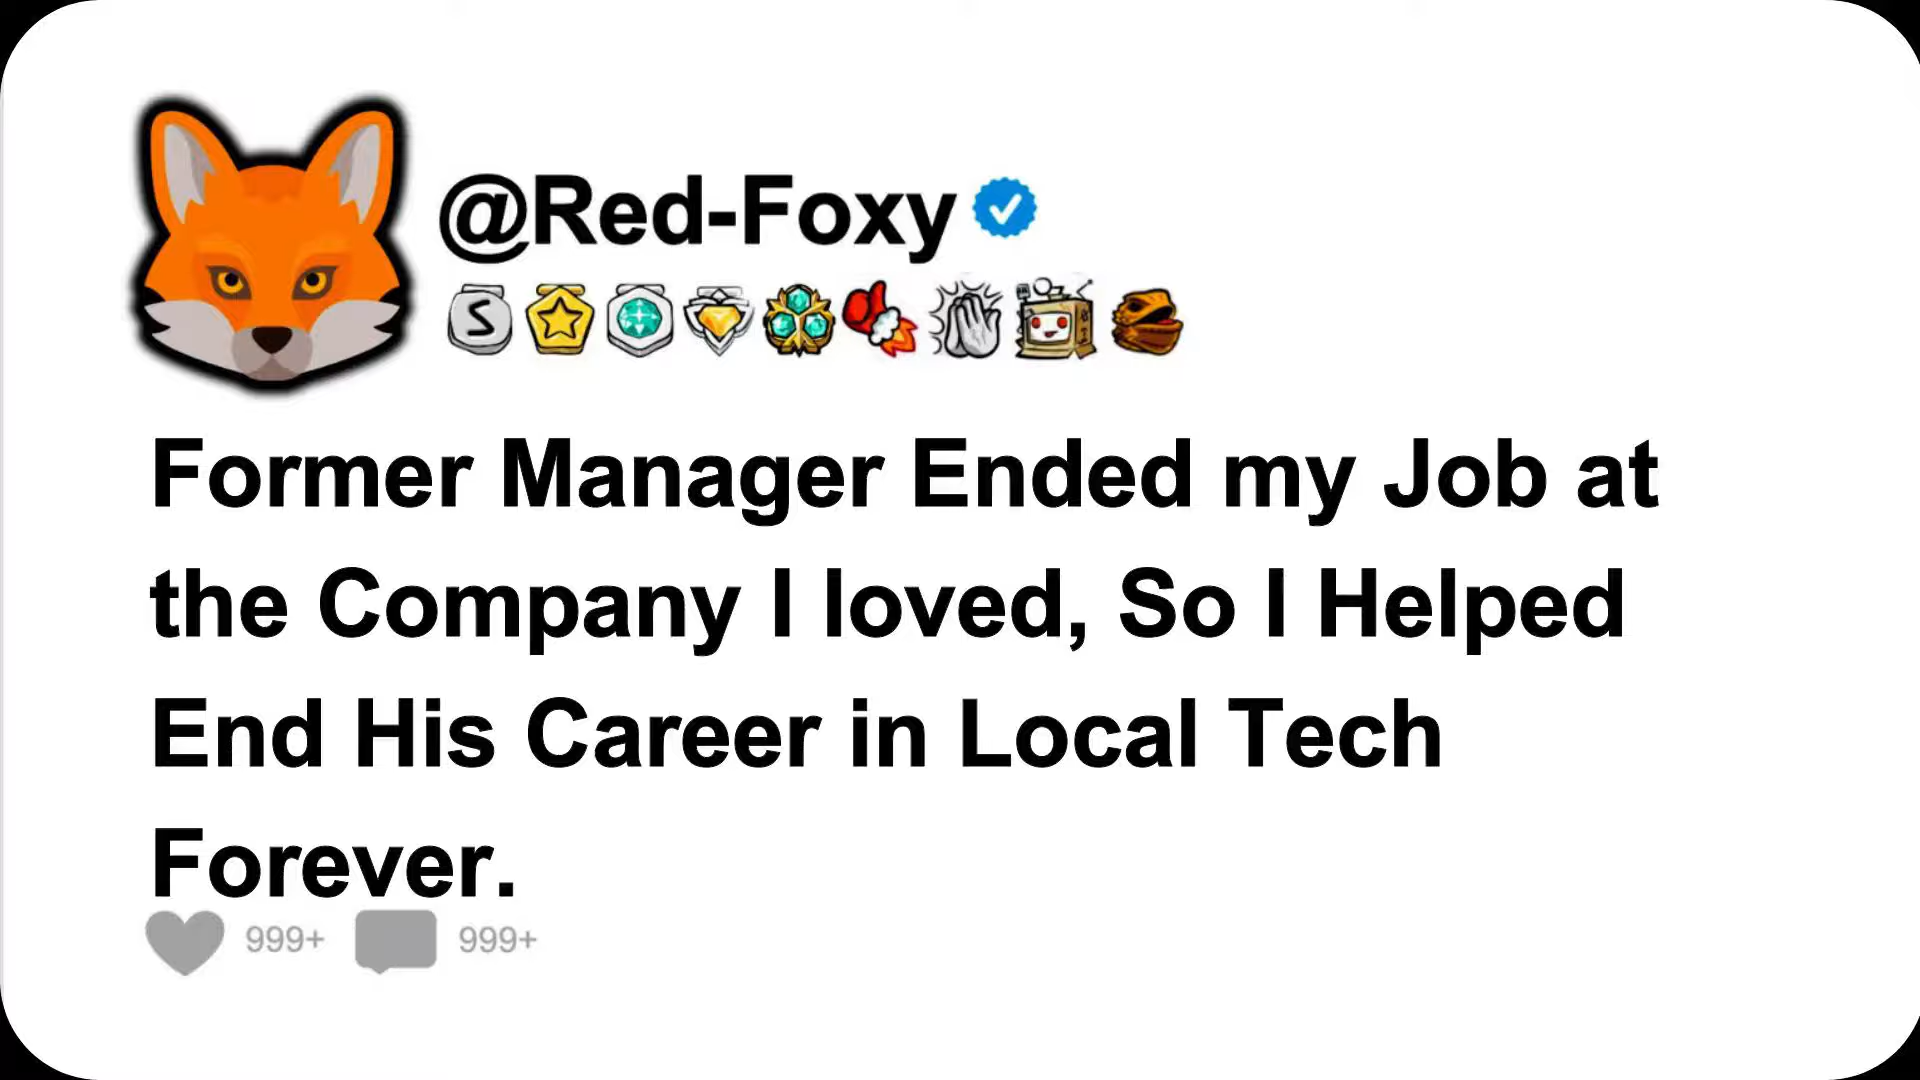 @Red-Foxy
S
Former Manager Ended my Job at
the Company I loved, So I Helped
End His Career in Local Tech
Forever.
999+ 999+